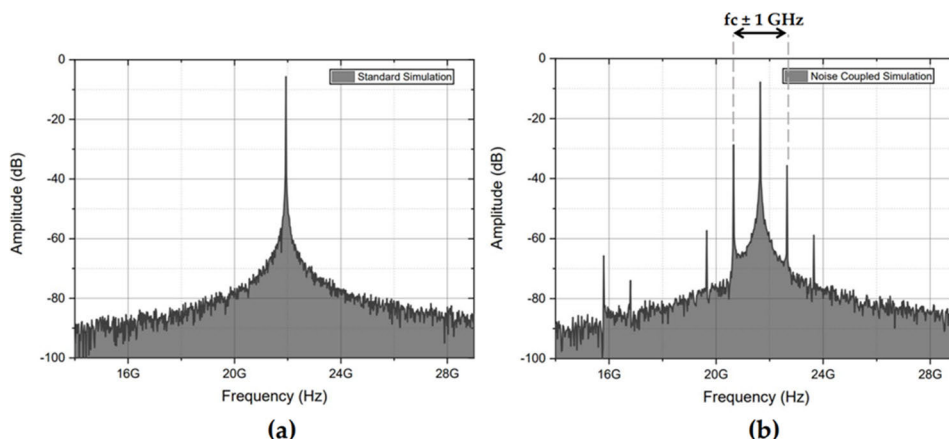 fc ± 1 GHz
0
-20
-40
-60
-80
-100
Amplitude (dB)
Standard Simulation
16G
20G
24G
28G
Frequency (Hz)
(a)
0
-20
-40
-60
-80
-100
Amplitude (dB)
Noise Coupled Simulation
16G
20G
24G
28G
Frequency (Hz)
(b)